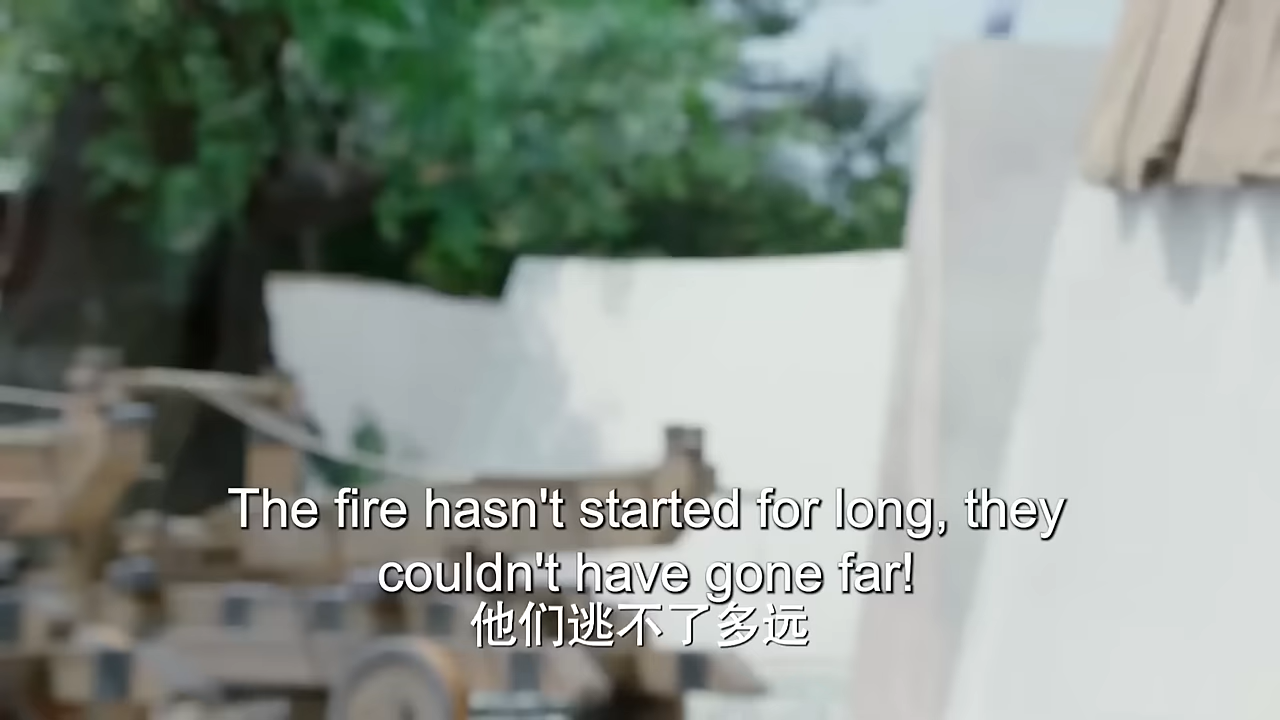 The fire hasn't started for long, they
couldn't have gone far!
他们逃不了多远